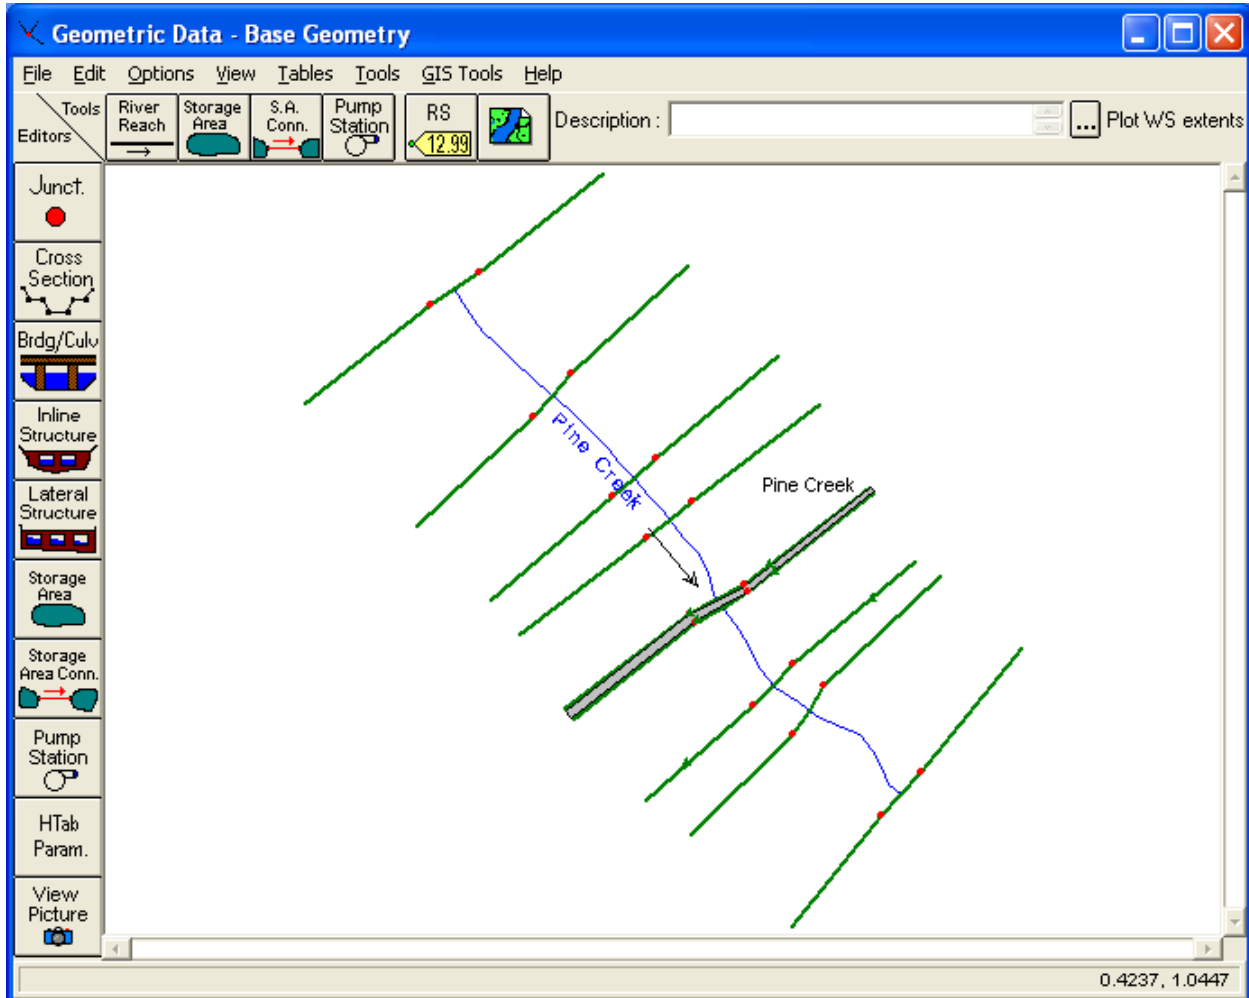 Geometric Data - Base Geometry
File Edit Options View Tables Tools GIS Tools Help
Tools
Editors
River
Reach
Storage
Area
S.A.
Conn.
Pump
Station
RS
12.99
Description :
... Plot WS extents
Junct.
Cross
Section
Brdg/Culv
Inline
Structure
Lateral
Structure
Storage
Area
Storage
Area Conn.
Pump
Station
HTab
Param.
View
Picture
Pine Creek
Pine Creek
0.4237, 1.0447